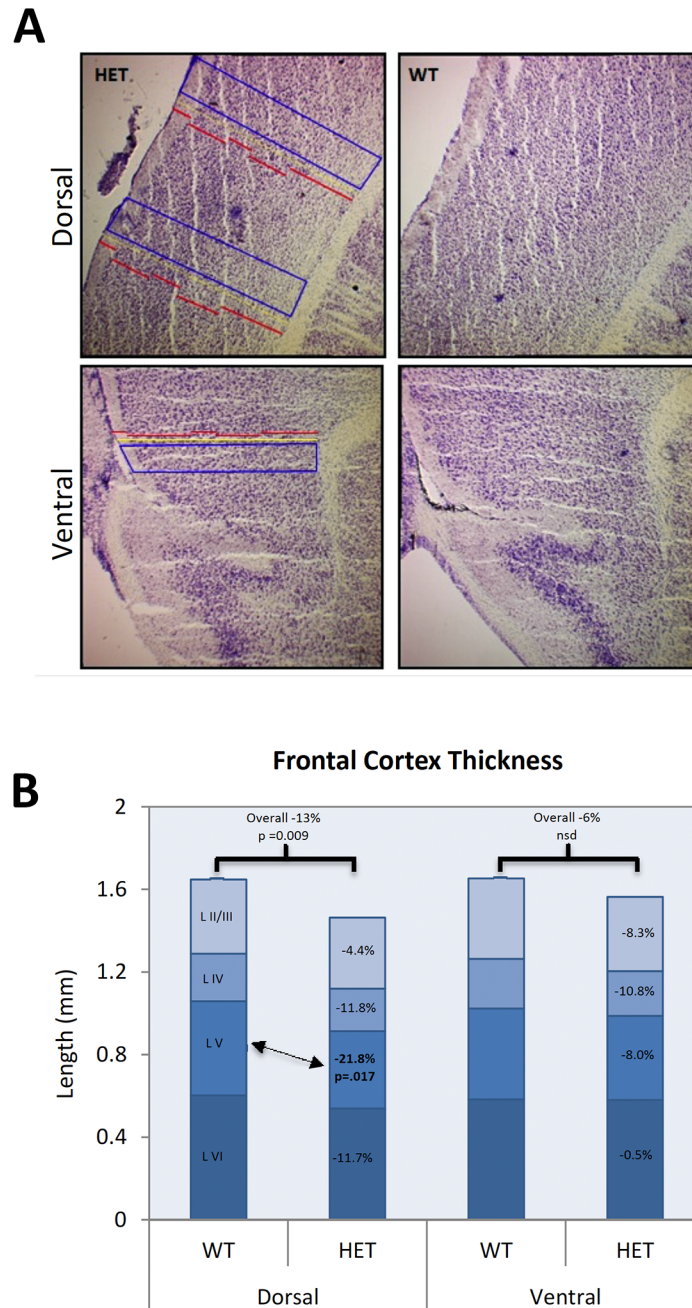 A
HET
WT
Dorsal
Ventral
Frontal Cortex Thickness
B
2
Overall -13%
p =0.009
Overall -6%
nsd
1.6
L II/III
-4.4%
-8.3%
L IV
-11.8%
-10.8%
1.2
Length (mm)
L V
-21.8%
p=.017
-8.0%
0.8
L VI
-11.7%
-0.5%
0.4
0
WT
HET
WT
HET
Dorsal
Ventral